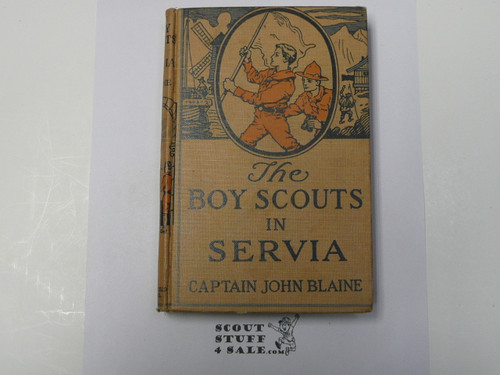 The
BOY SCOUTS
IN
SERVIA
CAPTAIN JOHN BLAINE
SCOUT
STUFF
4 SALE.COM